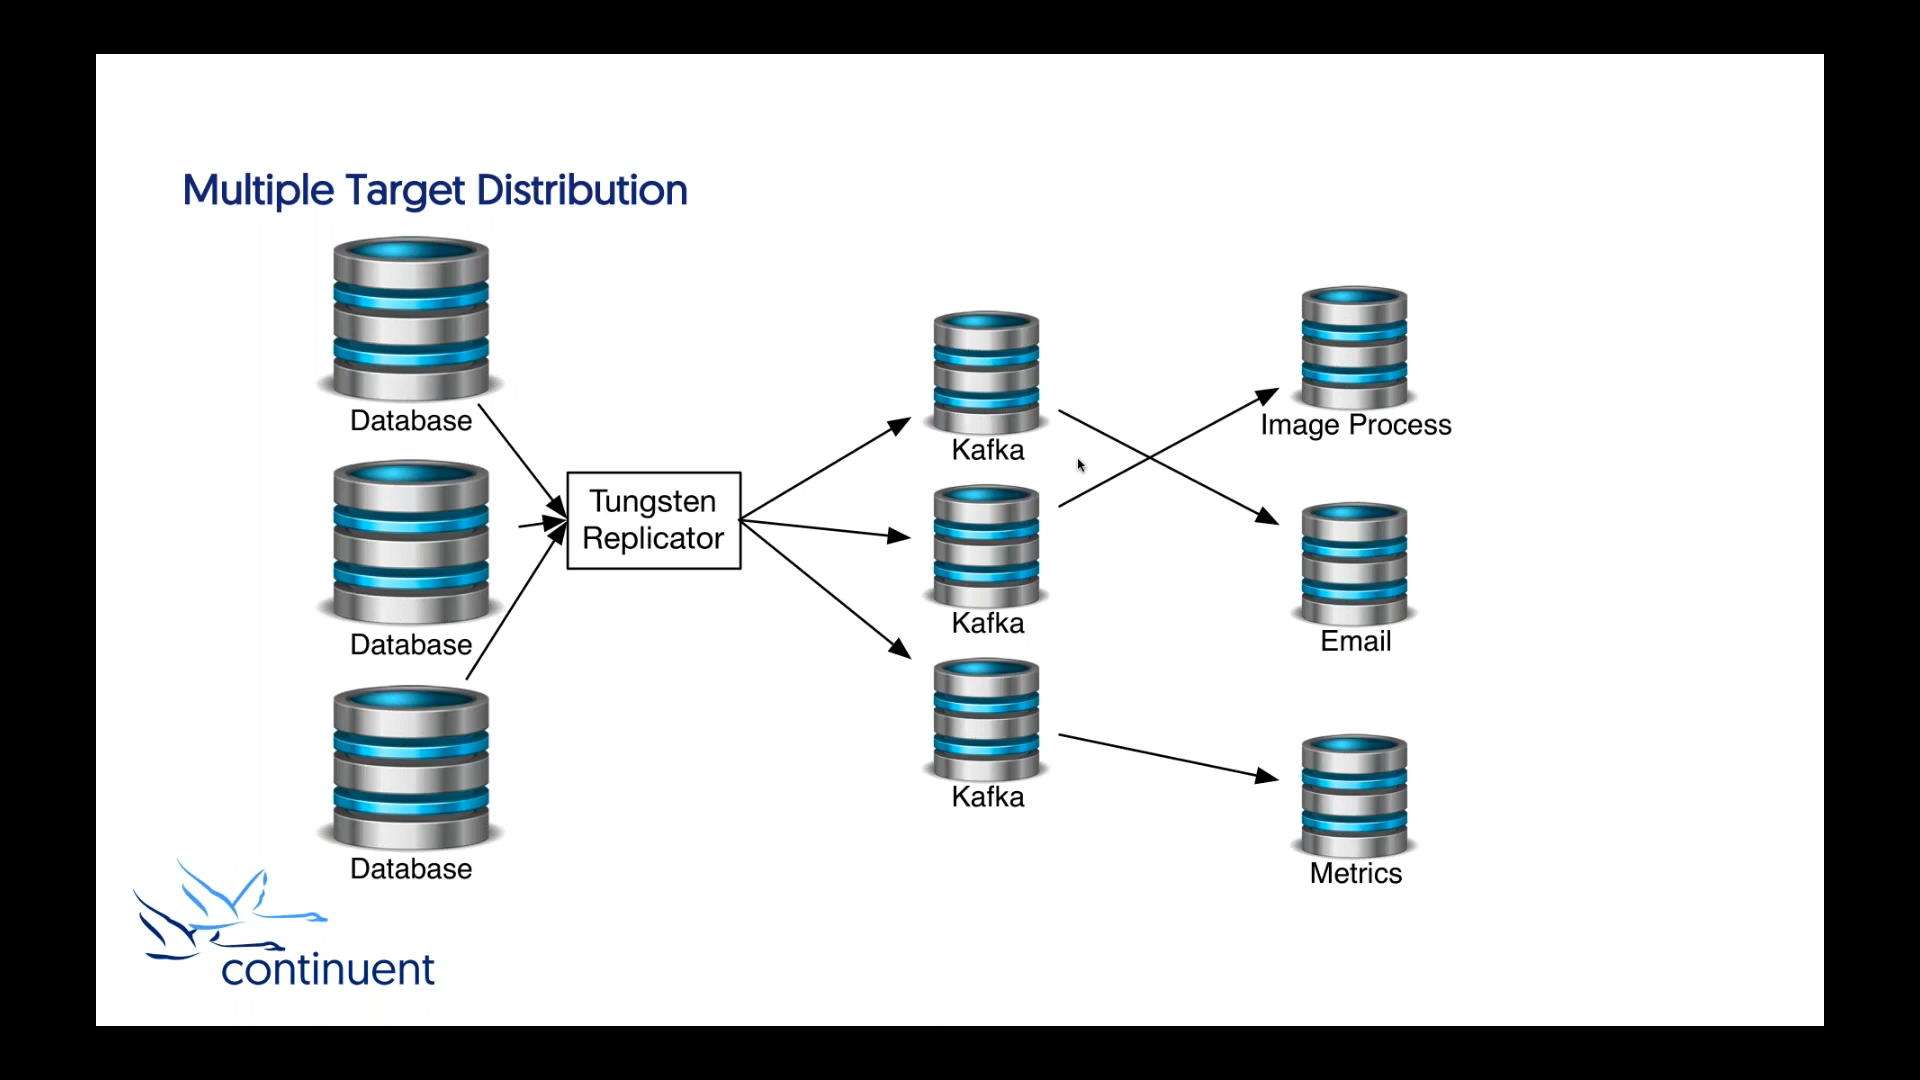 Multiple Target Distribution
Database
Database
Database
Tungsten
Replicator
Kafka
Kafka
Kafka
Image Process
Email
Metrics
continuent